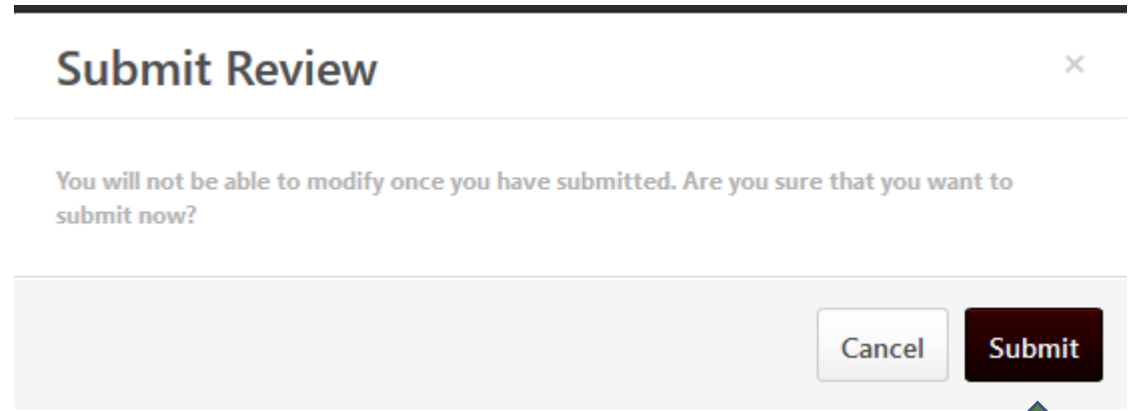 Submit Review
×
You will not be able to modify once you have submitted. Are you sure that you want to
submit now?
Cancel
Submit